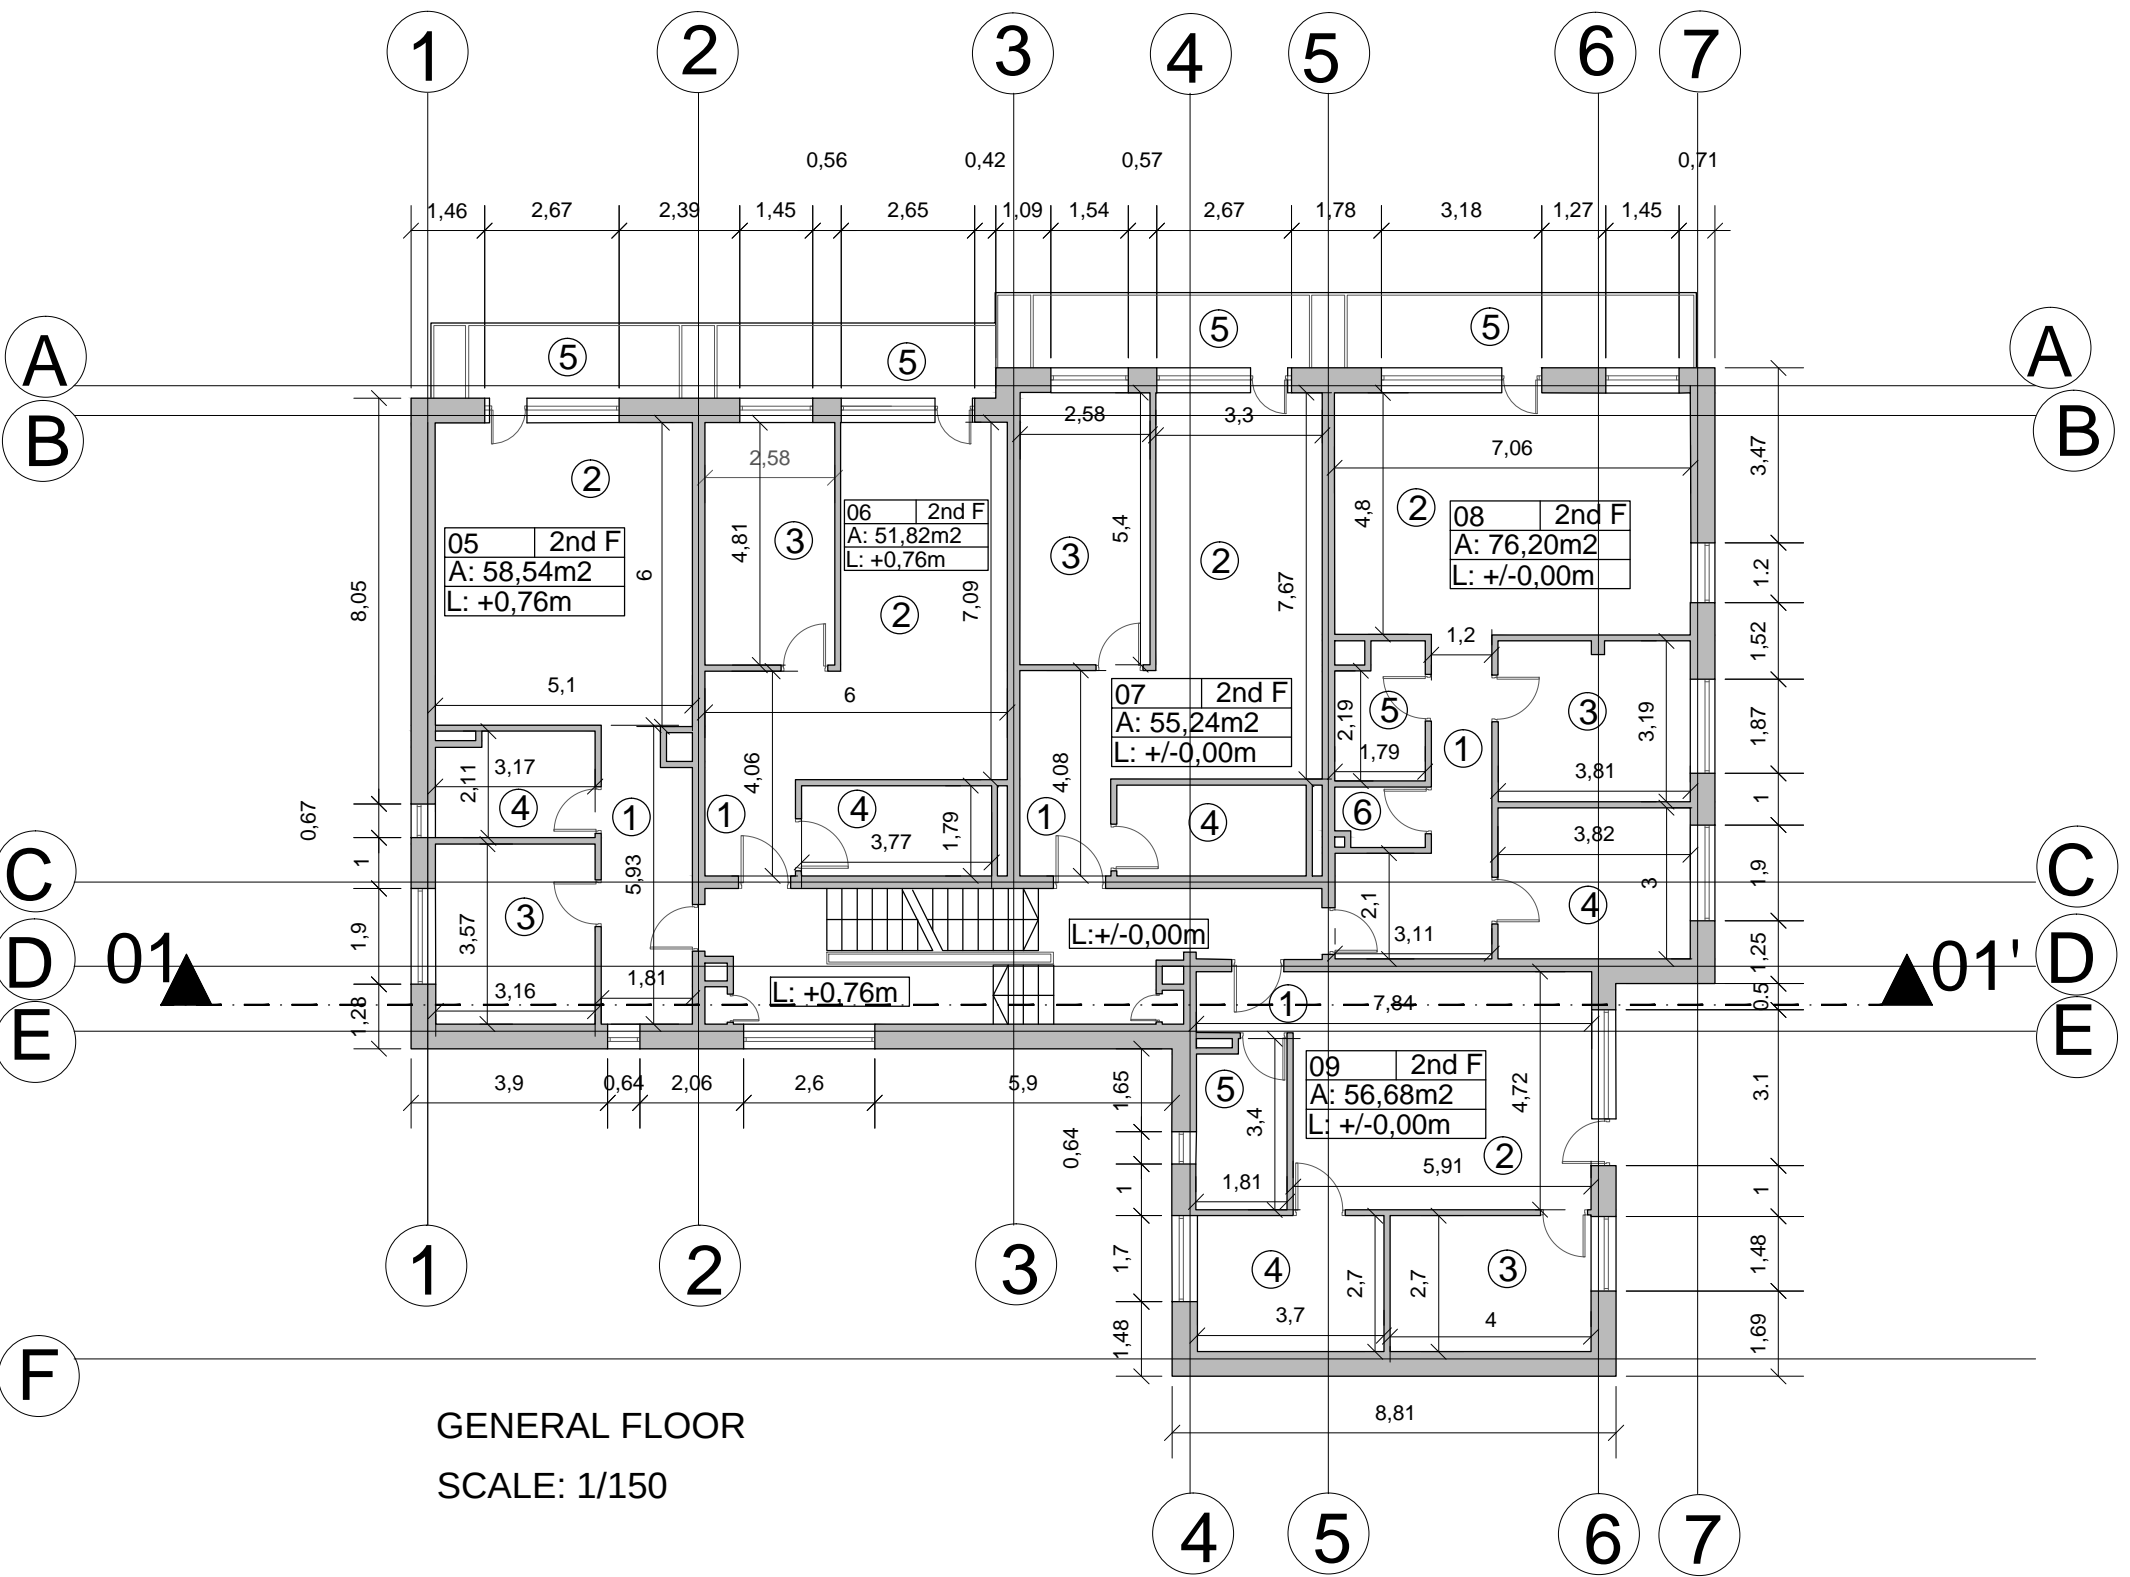 1 2 3 4 5 6 7
0,56 0,42 0,57 0,71
1,46 2,67 2,39 1,45 2,65 1,09 1,54 2,67 1,78 3,18 1,27 1,45
5 5
A 5 5 A
B B
2,58 3,3
2,58 7,06 3,47
2
4,81 3 5,4 4,8 2
06 2nd F
A: 51,82m2
L: +0,76m
08 2nd F
A: 76,20m2
L: +/-0,00m
05 2nd F
A: 58,54m2
L: +0,76m
3 2 1.2
8,05 6 2 7,09 7,67
1,2 1,52
5,1 6
07 2nd F
A: 55,24m2
L: +/-0,00m
5 3
2,19 3,19 1,87
1,79 1
3,17 2,11 4,06 4,08 3,81
0,67 4 1 1 4 1 4 6 1
3,77 1,79 3,82
C 5,93 3 1,9 C
1 3 2,1 4
1,9 3,57 3,11
L:+/-0,00m
D 01 01' D
1,25
1,81 3,16
L: +0,76m
1 7,84 0.5
1,28
E E
3,9 0,64 2,06 2,6 5,9 1,65
09 2nd F
A: 56,68m2
L: +/-0,00m
5 4,72 3.1
3,4
0,64 2
5,91
1 1,81 1
1 2 3
1,7 4 2,7 2,7 3 1,48
3,7 4
1,48 1,69
F
8,81
GENERAL FLOOR
SCALE: 1/150
4 5 6 7